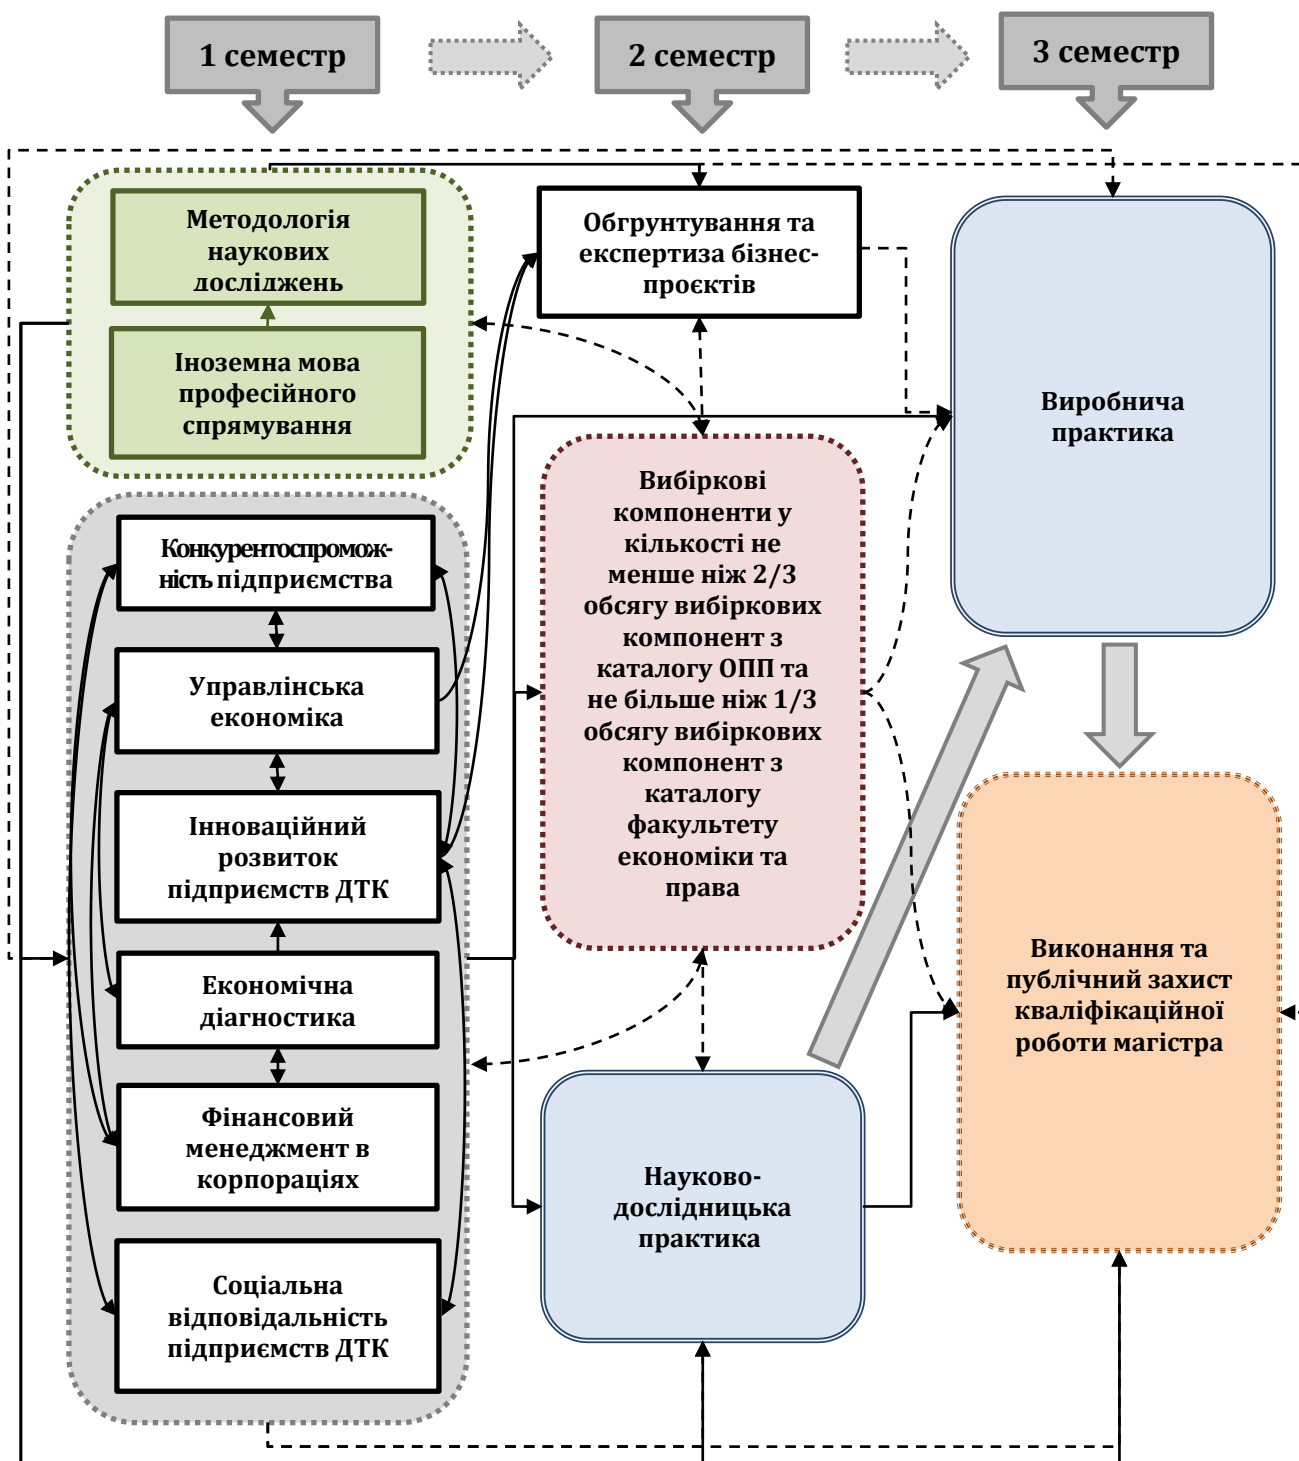 1 семестр
2 семестр
3 семестр
Методологія
наукових
досліджень
Іноземна мова
професійного
спрямування
Конкурентоспромож-
ність підприємства
Управлінська
економіка
Інноваційний
розвиток
підприємств ДТК
Економічна
діагностика
Фінансовий
менеджмент в
корпораціях
Соціальна
відповідальність
підприємств ДТК
Обгрунтування та
експертиза бізнес-
проєктів
Вибіркові
компоненти у
кількості не
менше ніж 2/3
обсягу вибіркових
компонент з
каталогу ОПП та
не більше ніж 1/3
обсягу вибіркових
компонент з
каталогу
факультету
економіки та
права
Науково-
дослідницька
практика
Виробнича
практика
Виконання та
публічний захист
кваліфікаційної
роботи магістра